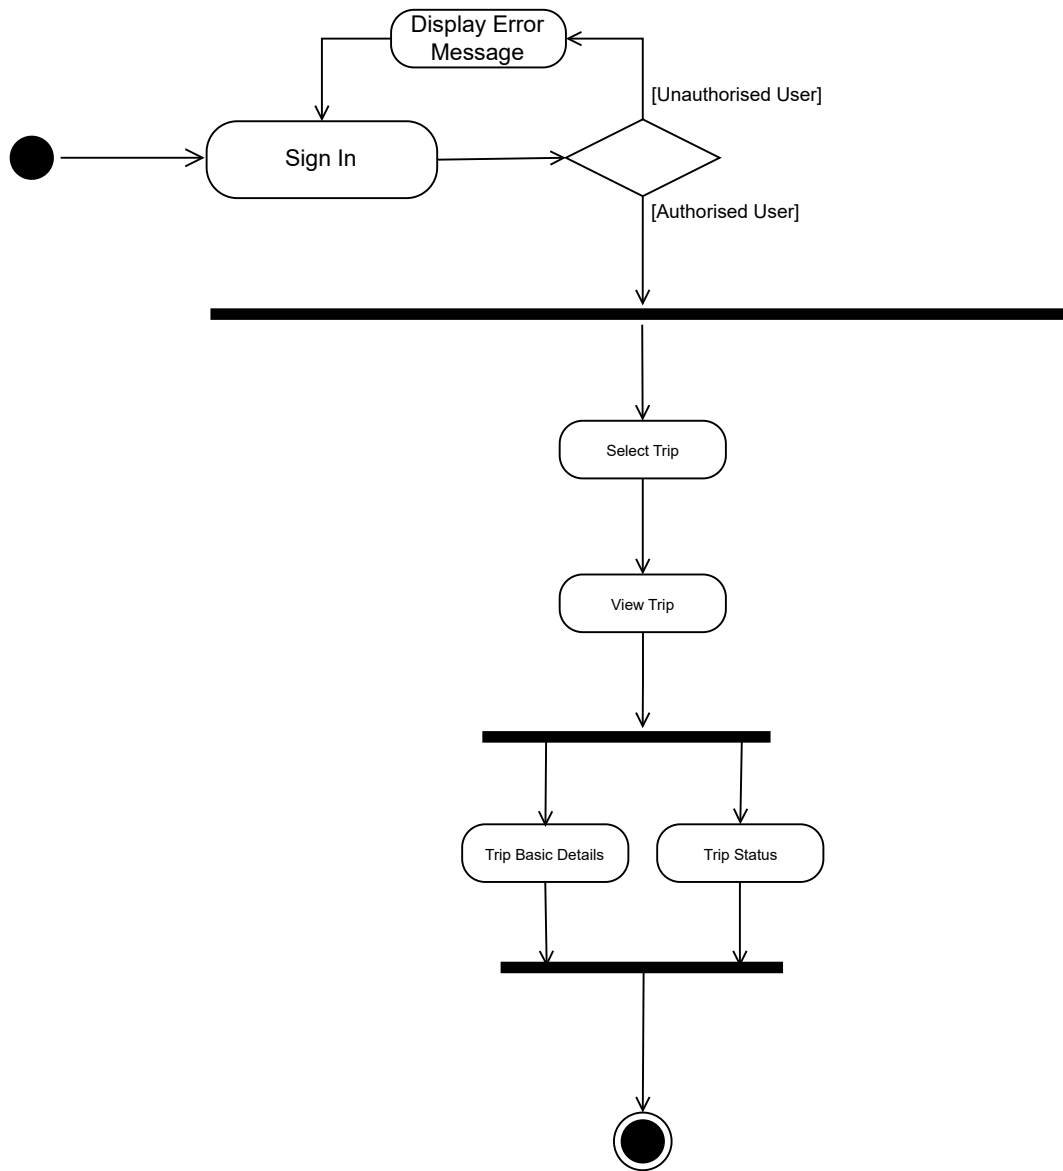 Display Error
Message
[Unauthorised User]
Sign In
[Authorised User]
Select Trip
View Trip
Trip Basic Details
Trip Status